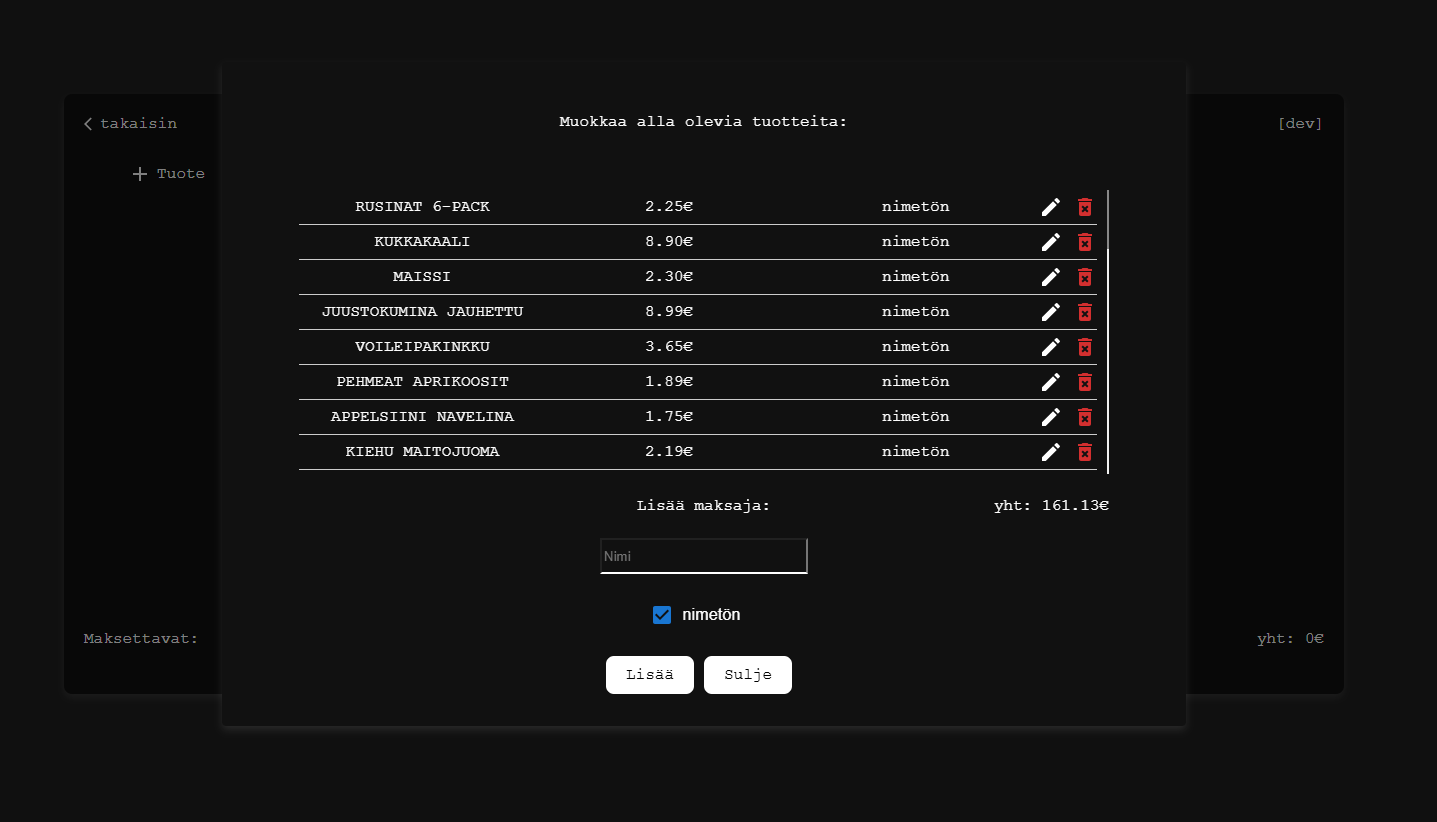 Muokkaa alla olevia tuotteita:
takaisin
[dev]
Tuote
RUSINAT 6-PACK 2.25€ nimetön
KUKKAKAALI 8.90€ nimetön
MAISSI 2.30€ nimetön
JUUSTOKUMINA JAUHETTU 8.99€ nimetön
VOILEIPAKINKKU 3.65€ nimetön
PEHMEAT APRIKOOSIT 1.89€ nimetön
APPELSIINI NAVELINA 1.75€ nimetön
KIEHU MAITOJUOMA 2.19€ nimetön
Lisää maksaja: yht: 161.13€
Nimi
nimetön
Maksettavat: yht: 0€
Lisää Sulje